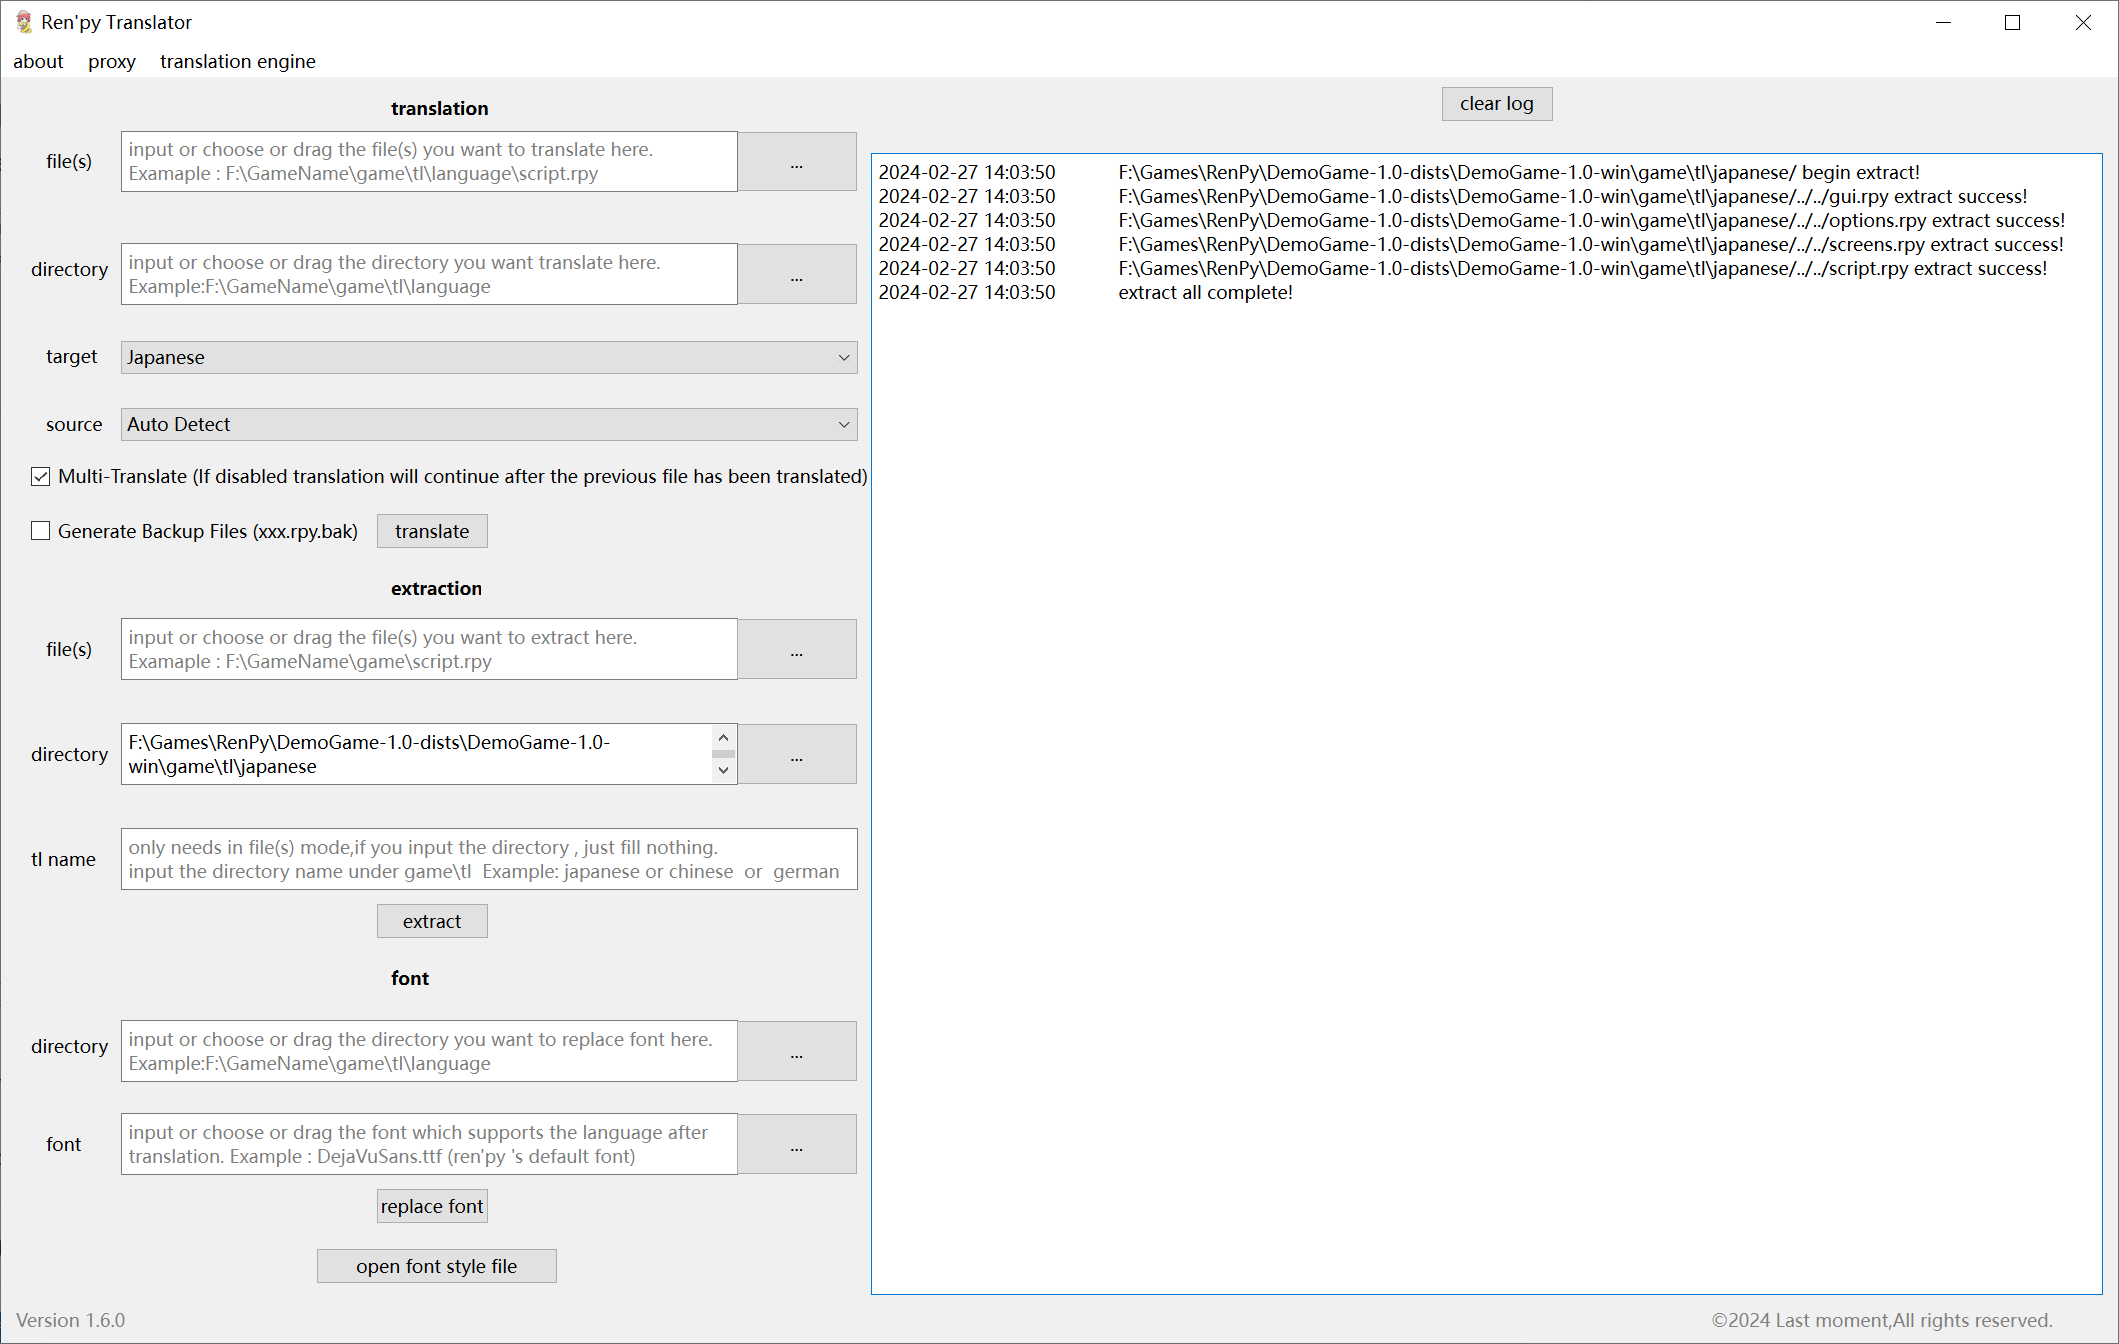 Ren'py Translator
about proxy translation engine
translation
file(s)
input or choose or drag the file(s) you want to translate here.
Examaple : F:\GameName\game\tl\language\script.rpy
...
directory
input or choose or drag the directory you want translate here.
Example:F:\GameName\game\tl\language
...
target
Japanese
source
Auto Detect
Multi-Translate (If disabled translation will continue after the previous file has been translated)
Generate Backup Files (xxx.rpy.bak)
translate
extraction
file(s)
input or choose or drag the file(s) you want to extract here.
Examaple : F:\GameName\game\script.rpy
...
directory
F:\Games\RenPy\DemoGame-1.0-dists\DemoGame-1.0-
win\game\tl\japanese
...
tl name
only needs in file(s) mode,if you input the directory , just fill nothing.
input the directory name under game\tl  Example: japanese or chinese  or  german
extract
font
directory
input or choose or drag the directory you want to replace font here.
Example:F:\GameName\game\tl\language
...
font
input or choose or drag the font which supports the language after
translation. Example : DejaVuSans.ttf (ren'py 's default font)
...
replace font
open font style file
clear log
2024-02-27 14:03:50 F:\Games\RenPy\DemoGame-1.0-dists\DemoGame-1.0-win\game\tl\japanese/ begin extract!
2024-02-27 14:03:50 F:\Games\RenPy\DemoGame-1.0-dists\DemoGame-1.0-win\game\tl\japanese/../../gui.rpy extract success!
2024-02-27 14:03:50 F:\Games\RenPy\DemoGame-1.0-dists\DemoGame-1.0-win\game\tl\japanese/../../options.rpy extract success!
2024-02-27 14:03:50 F:\Games\RenPy\DemoGame-1.0-dists\DemoGame-1.0-win\game\tl\japanese/../../screens.rpy extract success!
2024-02-27 14:03:50 F:\Games\RenPy\DemoGame-1.0-dists\DemoGame-1.0-win\game\tl\japanese/../../script.rpy extract success!
2024-02-27 14:03:50 extract all complete!
Version 1.6.0
©2024 Last moment,All rights reserved.